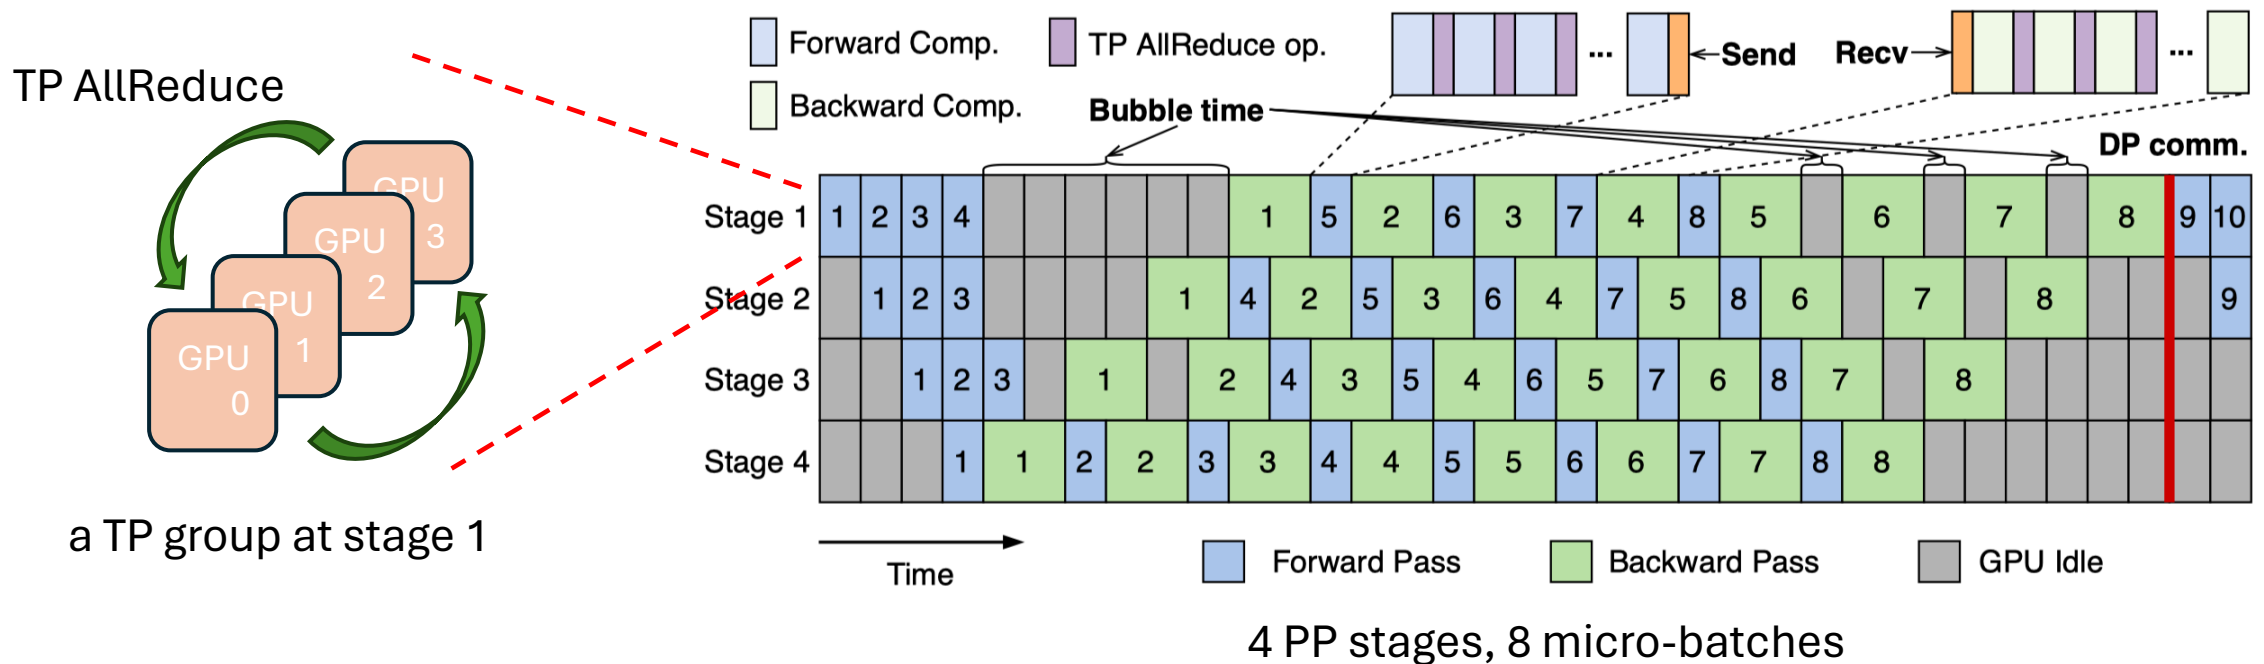 TP AllReduce
GPU
3
GPU
2
GPU
1
GPU
0
a TP group at stage 1
Forward Comp.
TP AllReduce op.
Backward Comp.
...
Send
Recv
...
Bubble time
DP comm.
Stage 1
1 2 3 4 1 5 2 6 3 7 4 8 5 6 7 8 9 10
Stage 2
1 2 3 1 4 2 5 3 6 4 7 5 8 6 7 8 9
Stage 3
1 2 3 1 2 4 3 5 4 6 5 7 6 8 7 8
Stage 4
1 1 2 2 3 3 4 4 5 5 6 6 7 7 8 8
Time
Forward Pass
Backward Pass
GPU Idle
4 PP stages, 8 micro-batches